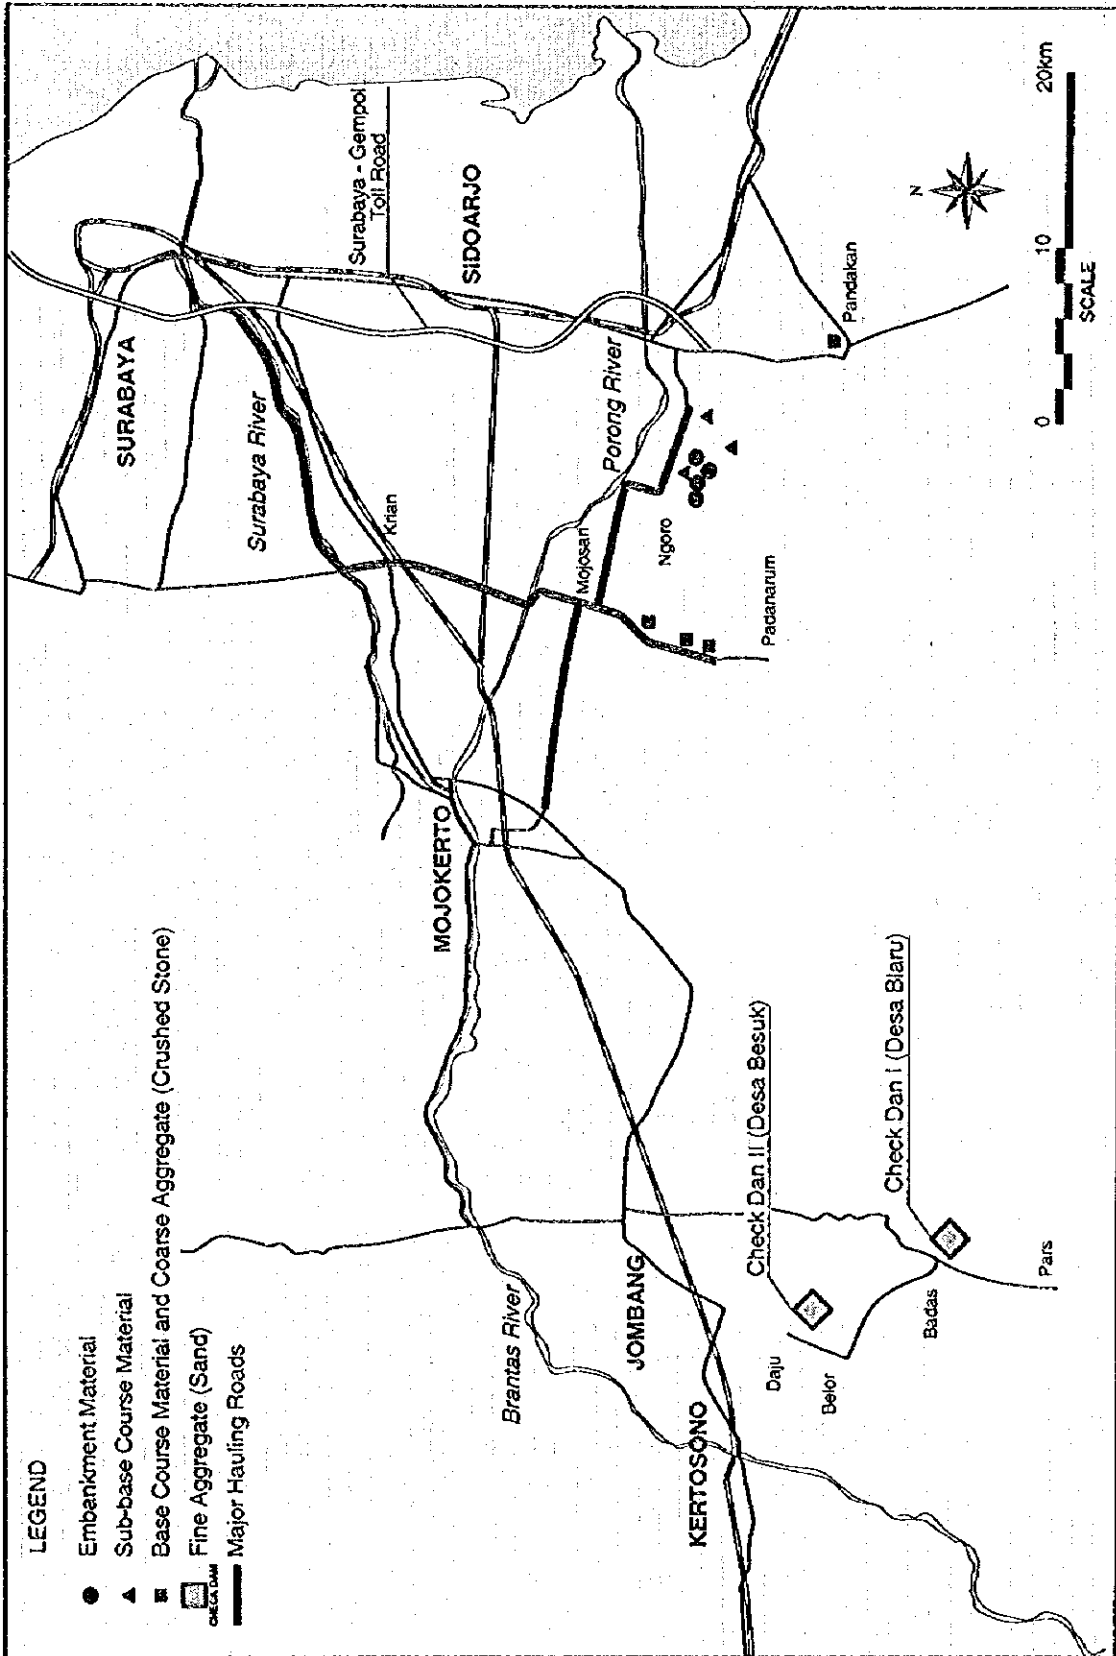 LEGEND
Embankment Material
Sub-base Course Material
Base Course Material and Coarse Aggregate (Crushed Stone)
CHECK DAM
Fine Aggregate (Sand)
Major Hauling Roads
SURABAYA
Surabaya River
Surabaya - Gempol
Toll Road
SIDOARJO
Krian
Porong River
Mojosari
Ngoro
Padanarum
Pandakan
MOJOKERTO
Brantas River
JOMBANG
KERTOSONO
Check Dan II (Desa Besuk)
Check Dan I (Desa Blaru)
Daju
Belor
Badas
Pars
N
0 10 20km
SCALE